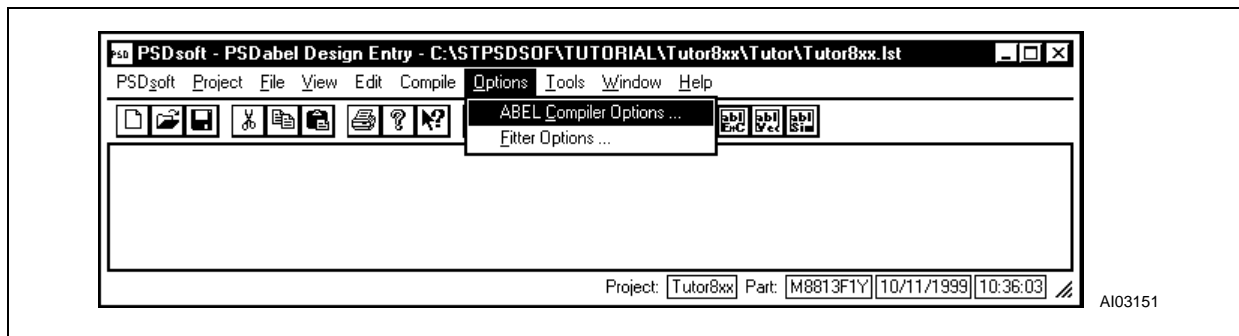 PSD PSDsoft - PSDabel Design Entry - C:\STPSDSOF\TUTORIAL\Tutor8xx\Tutor\Tutor8xx.lst
PSDsoft Project File View Edit Compile Options Tools Window Help
ABEL Compiler Options ...
Fitter Options ...
Project: Tutor8xx Part: M8813F1Y 10/11/1999 10:36:03
AI03151